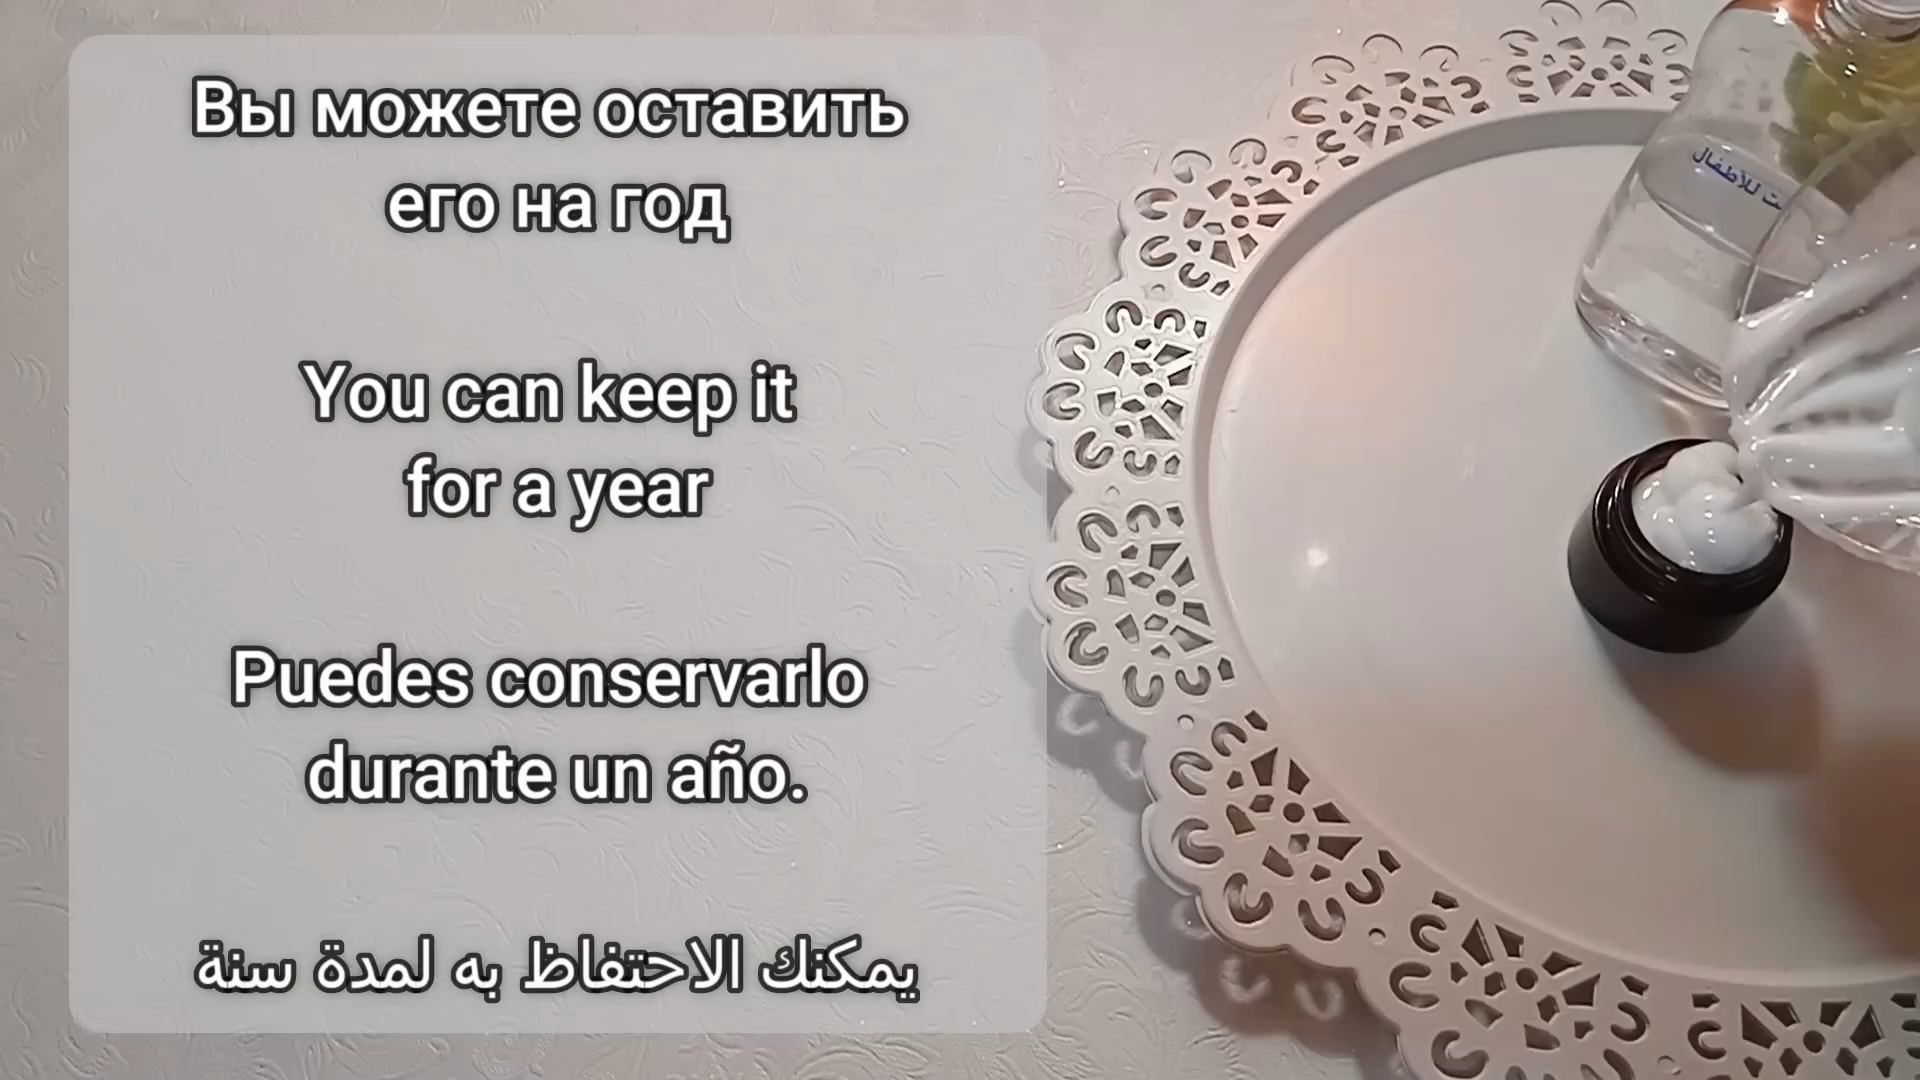 Вы можете оставить
его на год
You can keep it
for a year
Puedes conservarlo
durante un año.
يمكنك الاحتفاظ به لمدة سنة
للأطفال